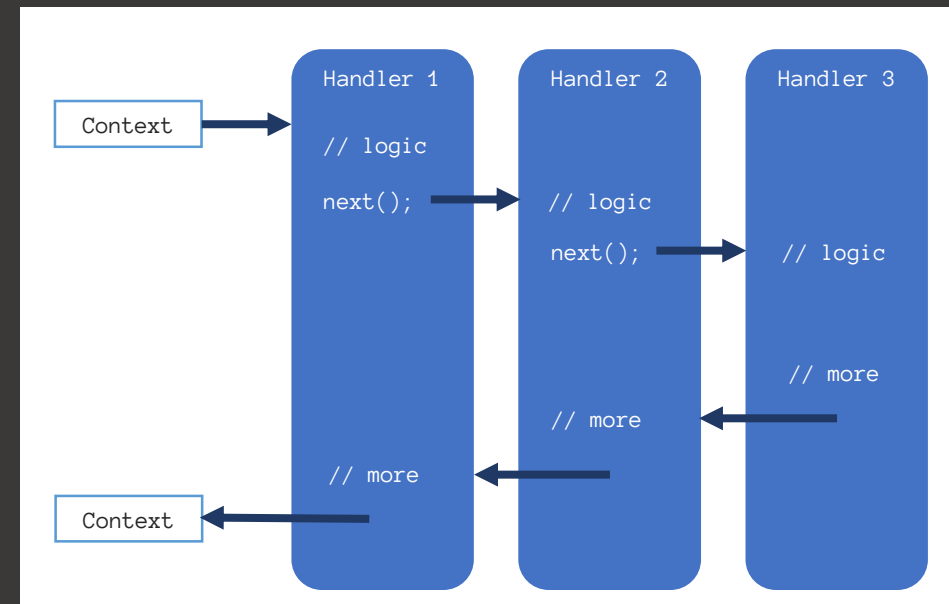 Handler 1
Handler 2
Handler 3
Context
// logic
next();
// logic
next();
// logic
// more
// more
// more
Context